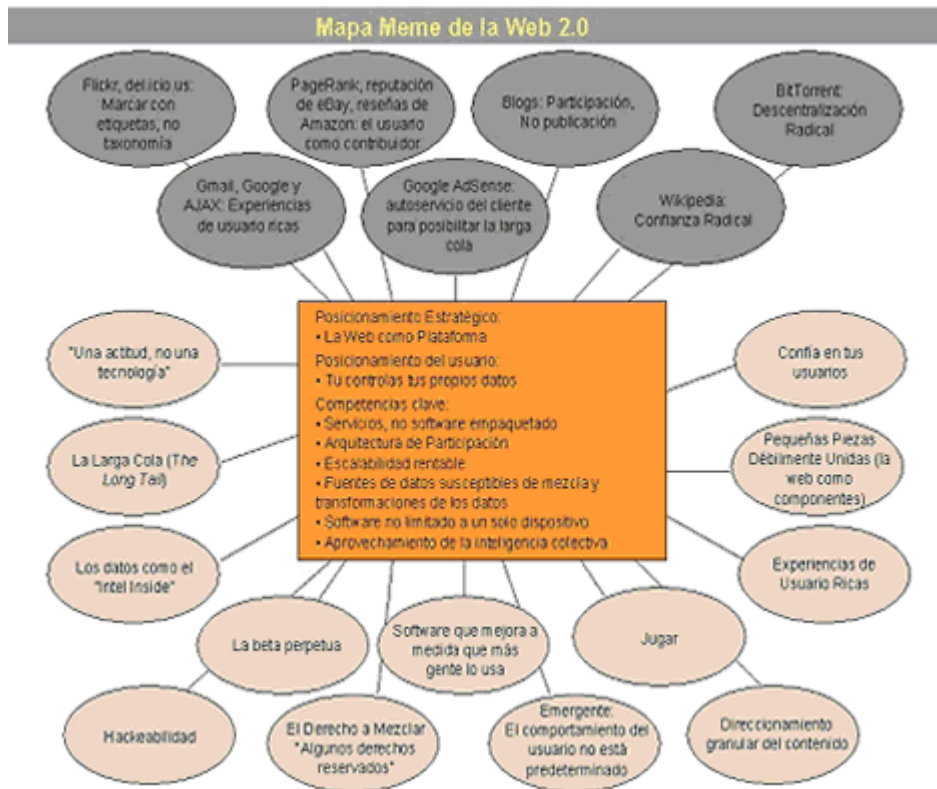 Mapa Meme de la Web 2.0
Flickr, del.icio us:
Marcar con
etiquetas, no
taxonomía
PageRank, reputación
de eBay, reseñas de
Amazon: el usuario
como contribuidor
Blogs: Participación,
No publicación
BitTorrent:
Descentralización
Radical
Gmail, Google y
AJAX: Experiencias
de usuario ricas
Google AdSense:
autoservicio del cliente
para posibilitar la larga
cola
Wikipedia:
Confianza Radical
Posicionamiento Estratégico:
• La Web como Plataforma
Posicionamiento del usuario:
• Tu controlas tus propios datos
Competencias clave:
• Servicios, no software empaquetado
• Arquitectura de Participación
• Escalabilidad rentable
• Fuentes de datos susceptibles de mezcla y
transformaciones de los datos
• Software no limitado a un solo dispositivo
• Aprovechamiento de la inteligencia colectiva
"Una actitud, no una
tecnología"
La Larga Cola (The
Long Tail)
Los datos como el
"Intel Inside"
Confía en tus
usuarios
Pequeñas Piezas
Débilmente Unidas (la
web como
componentes)
Experiencias de
Usuario Ricas
La beta perpetua
Software que mejora a
medida que más
gente lo usa
Jugar
Hackeabilidad
El Derecho a Mezclar
"Algunos derechos
reservados"
Emergente:
El comportamiento del
usuario no está
predeterminado
Direccionamiento
granular del contenido